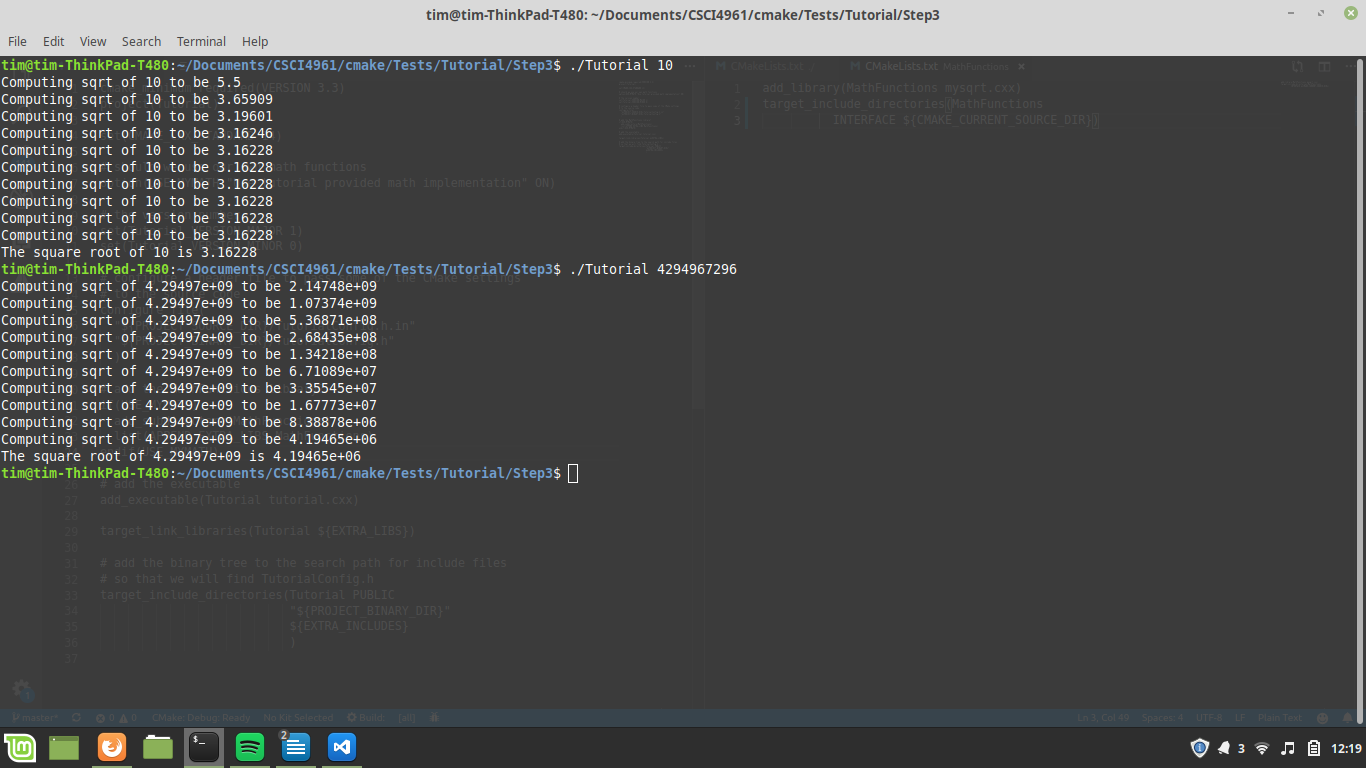 tim@tim-ThinkPad-T480: ~/Documents/CSCI4961/cmake/Tests/Tutorial/Step3
File Edit View Search Terminal Help
tim@tim-ThinkPad-T480:~/Documents/CSCI4961/cmake/Tests/Tutorial/Step3$ ./Tutorial 10
Computing sqrt of 10 to be 5.5
Computing sqrt of 10 to be 3.65909
Computing sqrt of 10 to be 3.19601
Computing sqrt of 10 to be 3.16246
Computing sqrt of 10 to be 3.16228
Computing sqrt of 10 to be 3.16228
Computing sqrt of 10 to be 3.16228
Computing sqrt of 10 to be 3.16228
Computing sqrt of 10 to be 3.16228
Computing sqrt of 10 to be 3.16228
The square root of 10 is 3.16228
tim@tim-ThinkPad-T480:~/Documents/CSCI4961/cmake/Tests/Tutorial/Step3$ ./Tutorial 4294967296
Computing sqrt of 4.29497e+09 to be 2.14748e+09
Computing sqrt of 4.29497e+09 to be 1.07374e+09
Computing sqrt of 4.29497e+09 to be 5.36871e+08
Computing sqrt of 4.29497e+09 to be 2.68435e+08
Computing sqrt of 4.29497e+09 to be 1.34218e+08
Computing sqrt of 4.29497e+09 to be 6.71089e+07
Computing sqrt of 4.29497e+09 to be 3.35545e+07
Computing sqrt of 4.29497e+09 to be 1.67773e+07
Computing sqrt of 4.29497e+09 to be 8.38878e+06
Computing sqrt of 4.29497e+09 to be 4.19465e+06
The square root of 4.29497e+09 is 4.19465e+06
tim@tim-ThinkPad-T480:~/Documents/CSCI4961/cmake/Tests/Tutorial/Step3$
CMakeLists.txt
CMakeLists.txt MathFunctions
1 add_library(MathFunctions mysqrt.cxx)
2 target_include_directories(MathFunctions
3 INTERFACE ${CMAKE_CURRENT_SOURCE_DIR})
26 # add the executable
27 add_executable(Tutorial tutorial.cxx)
28
29 target_link_libraries(Tutorial ${EXTRA_LIBS})
30
31 # add the binary tree to the search path for include files
32 # so that we will find TutorialConfig.h
33 target_include_directories(Tutorial PUBLIC
34 "${PROJECT_BINARY_DIR}"
35 ${EXTRA_INCLUDES}
36 )
37
master* 0 0 CMake: Debug: Ready No Kit Selected Build: [all] Ln 3, Col 49 Spaces: 4 UTF-8 LF Plain Text
2
3 12:19